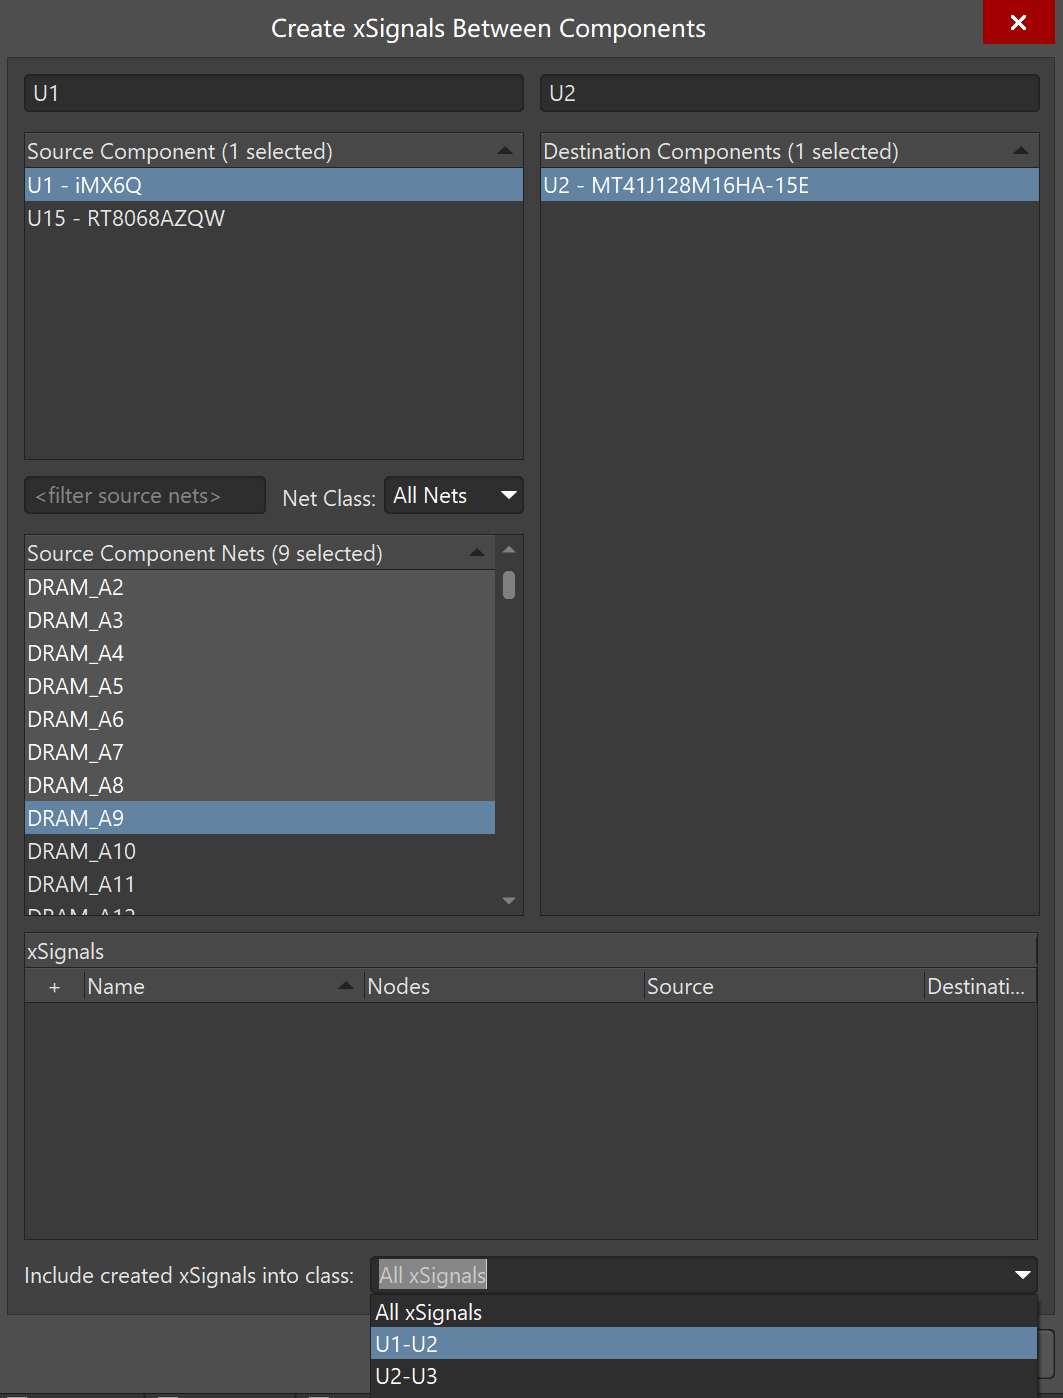 Create xSignals Between Components
U1
U2
Source Component (1 selected)
Destination Components (1 selected)
U1 - iMX6Q
U2 - MT41J128M16HA-15E
U15 - RT8068AZQW
<filter source nets>
Net Class:
All Nets
Source Component Nets (9 selected)
DRAM_A2
DRAM_A3
DRAM_A4
DRAM_A5
DRAM_A6
DRAM_A7
DRAM_A8
DRAM_A9
DRAM_A10
DRAM_A11
DRAM_A12
xSignals
+ Name Nodes Source Destinati...
Include created xSignals into class:
All xSignals
All xSignals
U1-U2
U2-U3